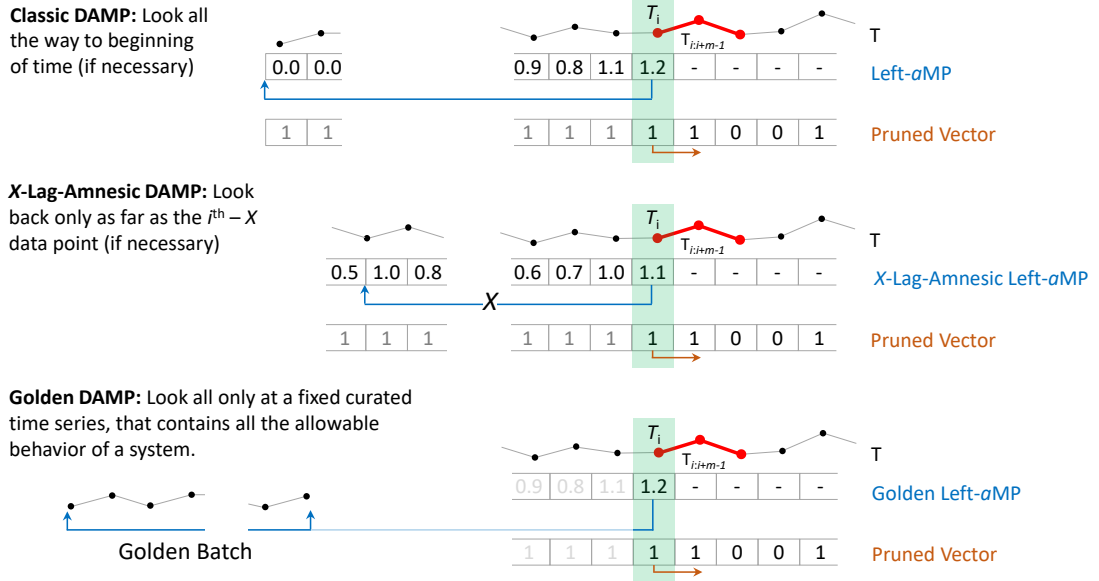 Classic DAMP: Look all
the way to beginning
of time (if necessary)
Tᵢ
Tᵢ:ᵢ₊ₘ₋₁
T
0.0 0.0 0.9 0.8 1.1 1.2 - - - -
Left-aMP
1 1 1 1 1 1 1 0 0 1
Pruned Vector
X-Lag-Amnesic DAMP: Look
back only as far as the iᵗʰ – X
data point (if necessary)
Tᵢ
Tᵢ:ᵢ₊ₘ₋₁
T
0.5 1.0 0.8 0.6 0.7 1.0 1.1 - - - -
X-Lag-Amnesic Left-aMP
X
1 1 1 1 1 1 1 1 0 0 1
Pruned Vector
Golden DAMP: Look all only at a fixed curated
time series, that contains all the allowable
behavior of a system.
Tᵢ
Tᵢ:ᵢ₊ₘ₋₁
T
0.9 0.8 1.1 1.2 - - - -
Golden Left-aMP
Golden Batch
1 1 1 1 1 0 0 1
Pruned Vector